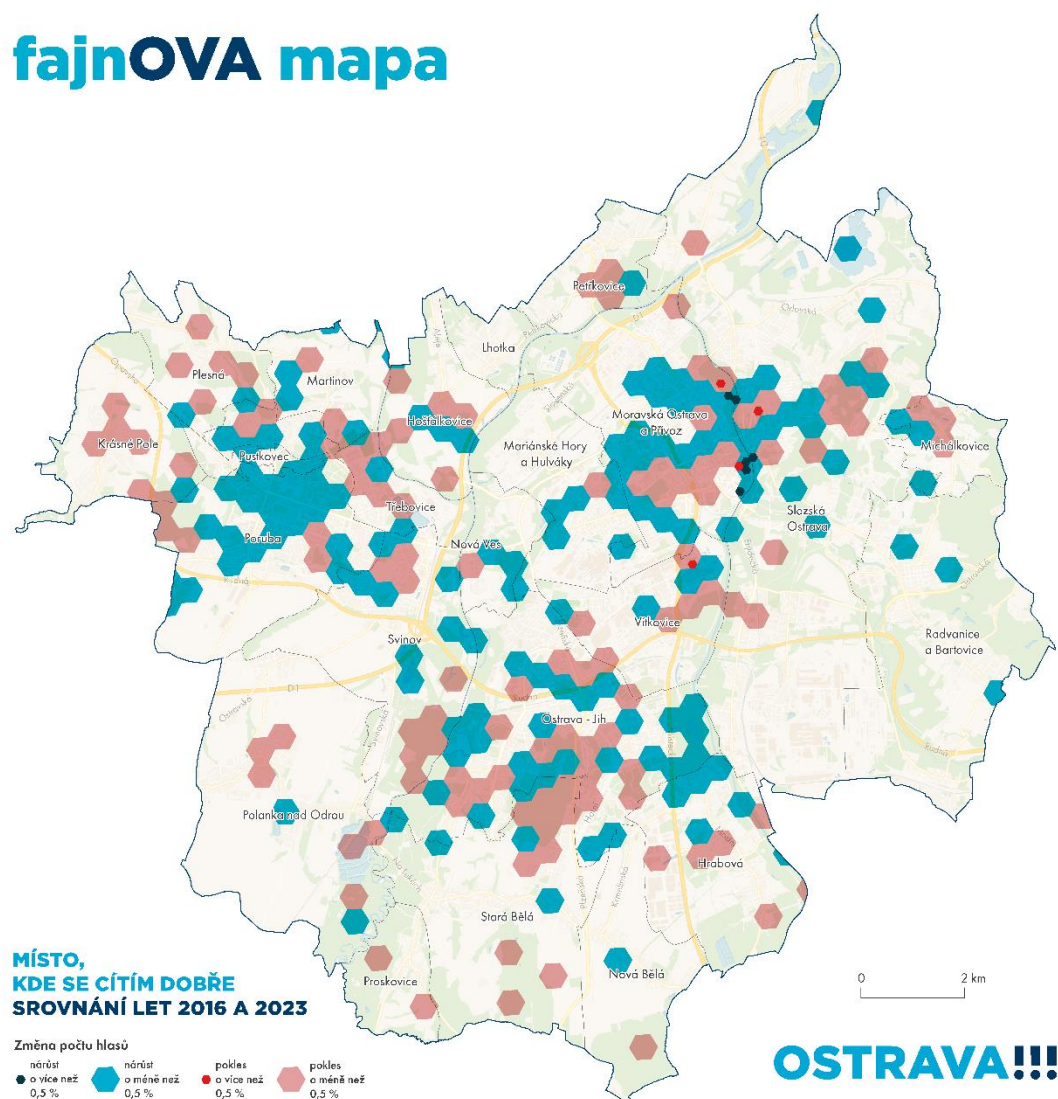 fajnOVA mapa
Petřkovice
Lhotka
Plesná
Martinov
Hošťálkovice
Moravská Ostrava
a Přívoz
Krásné Pole
Pustkovec
Mariánské Hory
a Hulváky
Michálkovice
Třebovice
Slezská
Ostrava
Poruba
Nová Ves
Svinov
Vítkovice
Radvanice
a Bartovice
D1
Ostrava - Jih
Polanka nad Odrou
Hrabová
Stará Bělá
Proskovice
Nová Bělá
MÍSTO,
KDE SE CÍTÍM DOBŘE
SROVNÁNÍ LET 2016 A 2023
0 2 km
Změna počtu hlasů
nárůst
o více než
0,5 %
nárůst
o méně než
0,5 %
pokles
o více než
0,5 %
pokles
o méně než
0,5 %
OSTRAVA!!!